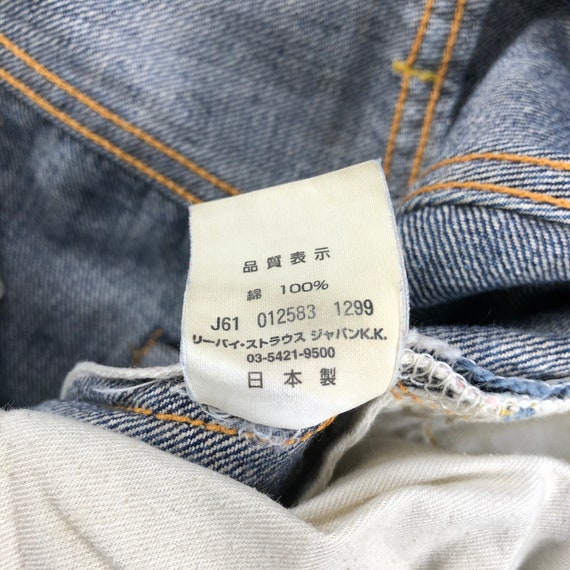 品質表示
綿 100%
J61 012583 1299
リーバイ・ストラウス ジャパンK.K.
03-5421-9500
日本製